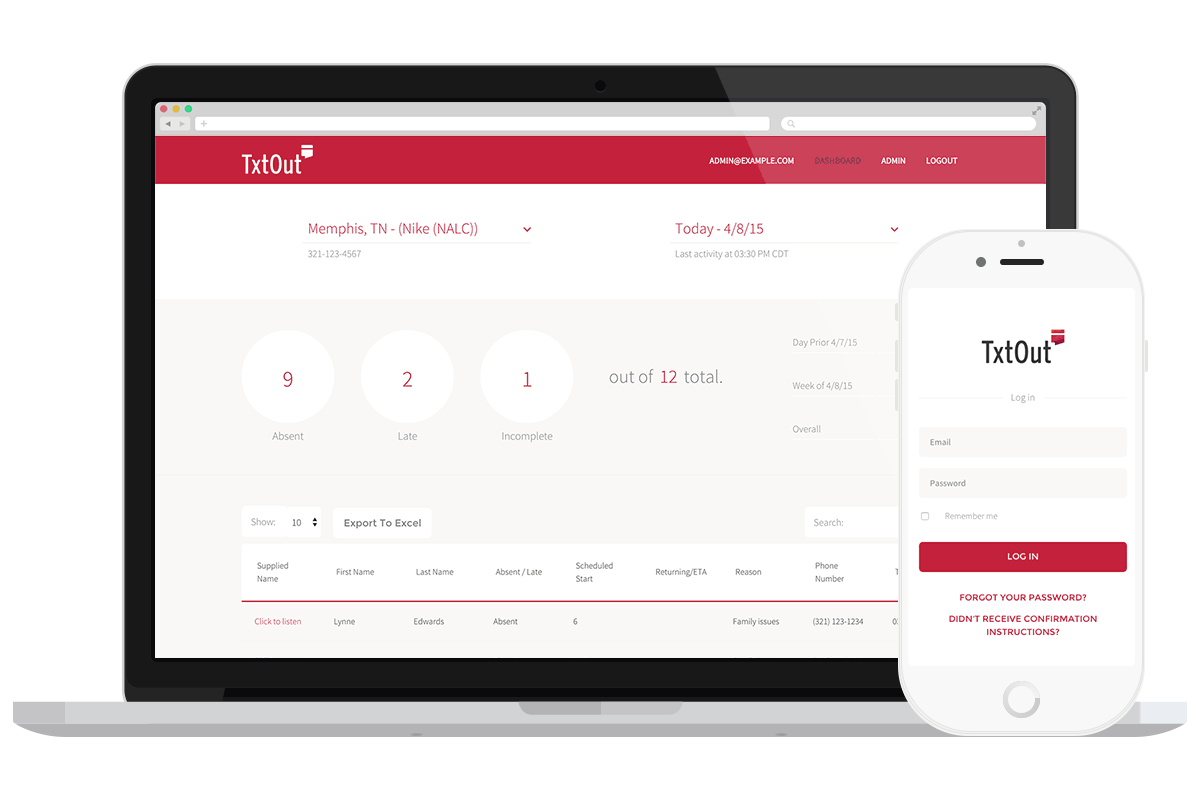 TxtOut
ADMIN@EXAMPLE.COM DASHBOARD ADMIN LOGOUT
Memphis, TN - (Nike (NALC))
321-123-4567
Today - 4/8/15
Last activity at 03:30 PM CDT
9
Absent
2
Late
1
Incomplete
out of 12 total.
Day Prior 4/7/15
Week of 4/8/15
Overall
Show: 10
Export To Excel
Search:
Supplied
Name
First Name
Last Name
Absent / Late
Scheduled
Start
Returning/ETA
Reason
Phone
Number
Click to listen Lynne Edwards Absent 6 Family issues (321) 123-1234
TxtOut
Log in
Email
Password
Remember me
LOG IN
FORGOT YOUR PASSWORD?
DIDN'T RECEIVE CONFIRMATION
INSTRUCTIONS?